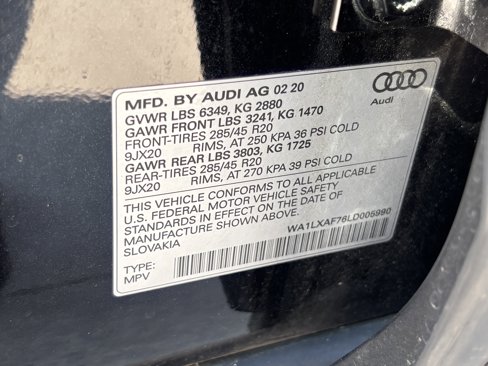 MFD. BY AUDI AG 02 20
GVWR LBS 6349, KG 2880
GAWR FRONT LBS 3241, KG 1470
FRONT-TIRES 285/45 R20
9JX20 RIMS, AT 250 KPA 36 PSI COLD
GAWR REAR LBS 3803, KG 1725
REAR-TIRES 285/45 R20
9JX20 RIMS, AT 270 KPA 39 PSI COLD
THIS VEHICLE CONFORMS TO ALL APPLICABLE
U.S. FEDERAL MOTOR VEHICLE SAFETY
STANDARDS IN EFFECT ON THE DATE OF
MANUFACTURE SHOWN ABOVE.
SLOVAKIA
WA1LXAF76LD005990
TYPE:
MPV
Audi